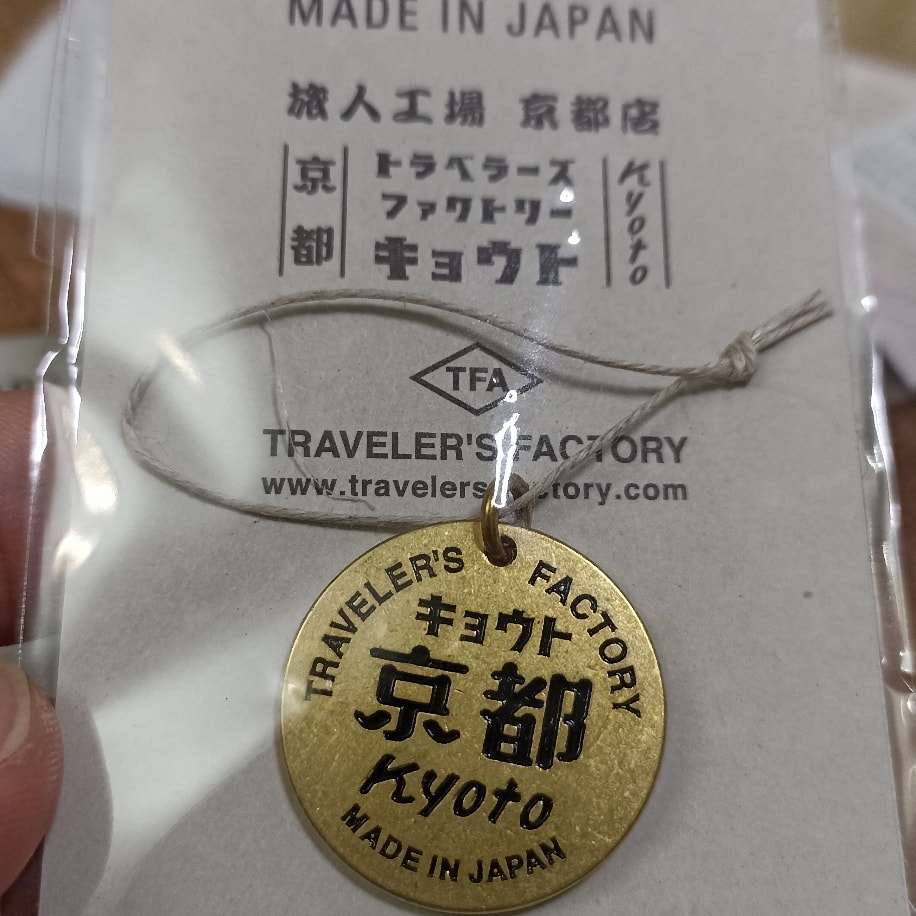 MADE IN JAPAN
旅人工場 京都店
京都
トラベラーズ
ファクトリー
キョウト
Kyoto
TFA
TRAVELER'S FACTORY
www.travelers-factory.com
TRAVELER'S FACTORY
キョウト
京都
Kyoto
MADE IN JAPAN